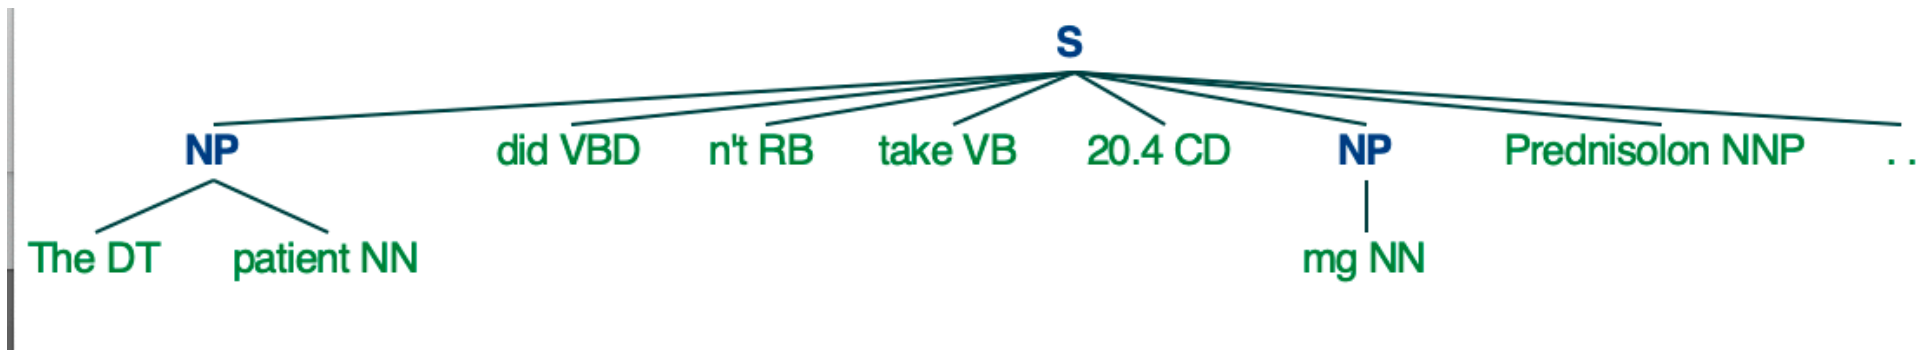 S
NP did VBD n't RB take VB 20.4 CD NP Prednisolon NNP . .
The DT patient NN mg NN